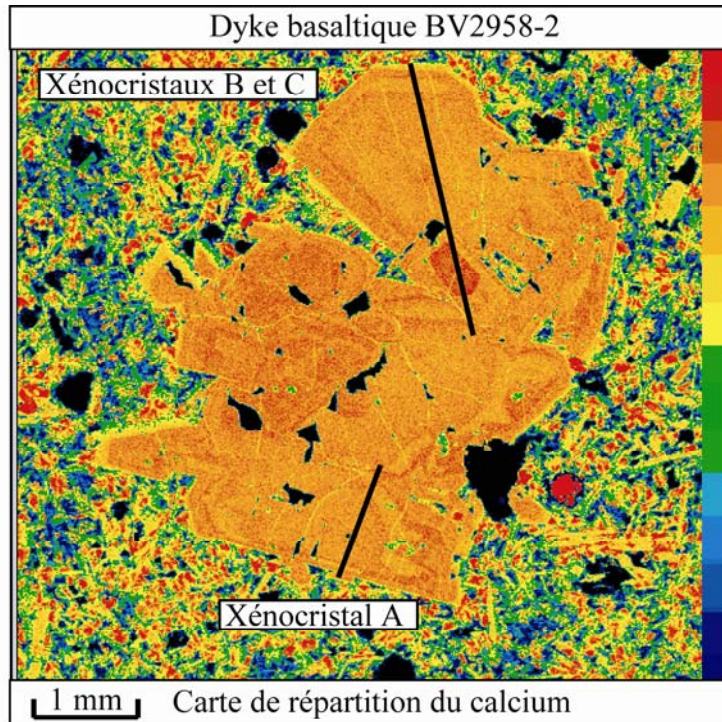 Dyke basaltique BV2958-2
Xénocristaux B et C
Xénocristal A
1 mm
Carte de répartition du calcium